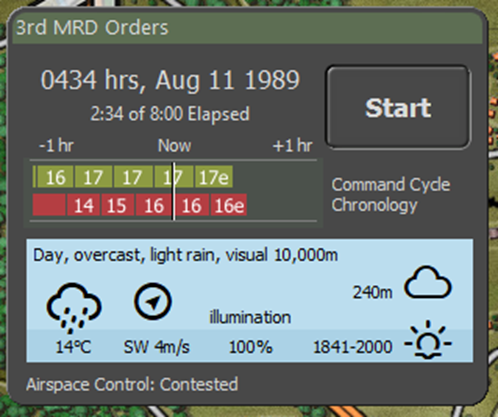 3rd MRD Orders
0434 hrs, Aug 11 1989
2:34 of 8:00 Elapsed
Start
-1 hr Now +1 hr
16 17 17 17 17e
14 15 16 16 16e
Command Cycle
Chronology
Day, overcast, light rain, visual 10,000m
240m
illumination
14°C SW 4m/s 100% 1841-2000
Airspace Control: Contested